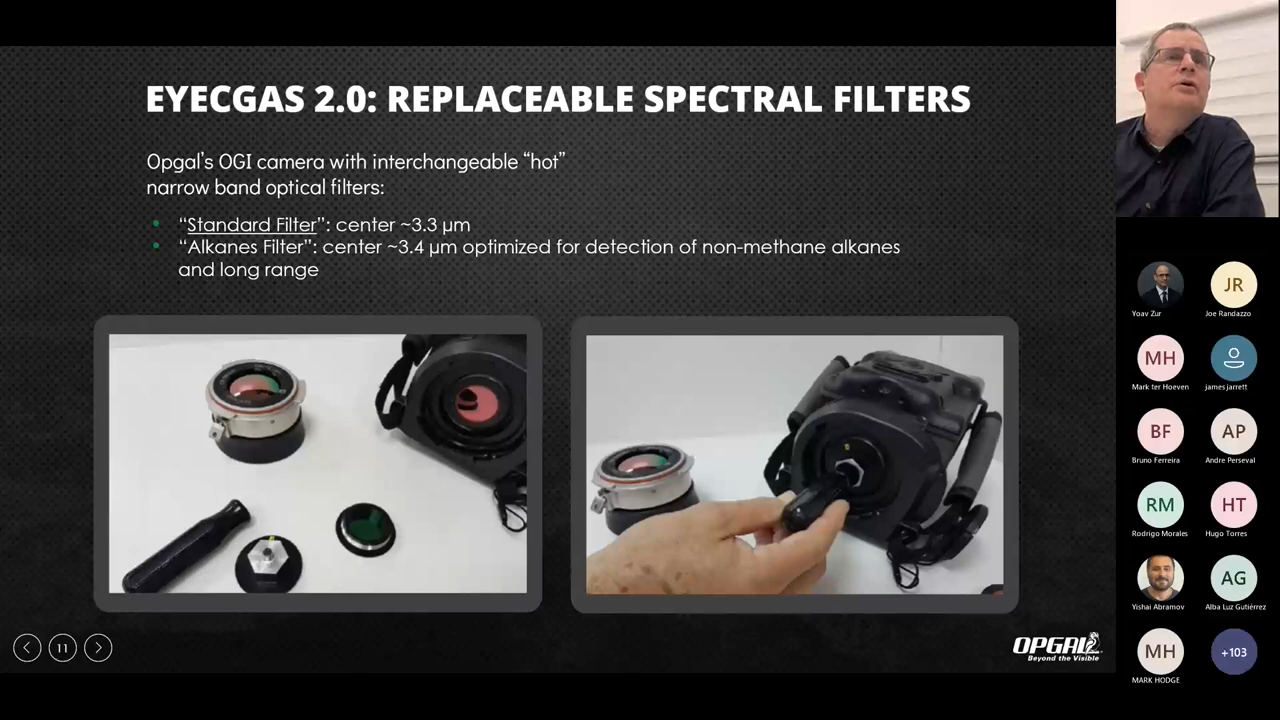 EYECGAS 2.0: REPLACEABLE SPECTRAL FILTERS
Opgal’s OGI camera with interchangeable “hot”
narrow band optical filters:
“Standard Filter”: center ~3.3 µm
“Alkanes Filter”: center ~3.4 µm optimized for detection of non-methane alkanes
and long range
11
OPGAL
Beyond the Visible
Yoav Zur
JR
Joe Randazzo
MH
Mark ter Hoeven
james jarrett
BF
Bruno Ferreira
AP
Andre Perseval
RM
Rodrigo Morales
HT
Hugo Torres
Yishai Abramov
AG
Alba Luz Gutiérrez
MH
MARK HODGE
+103